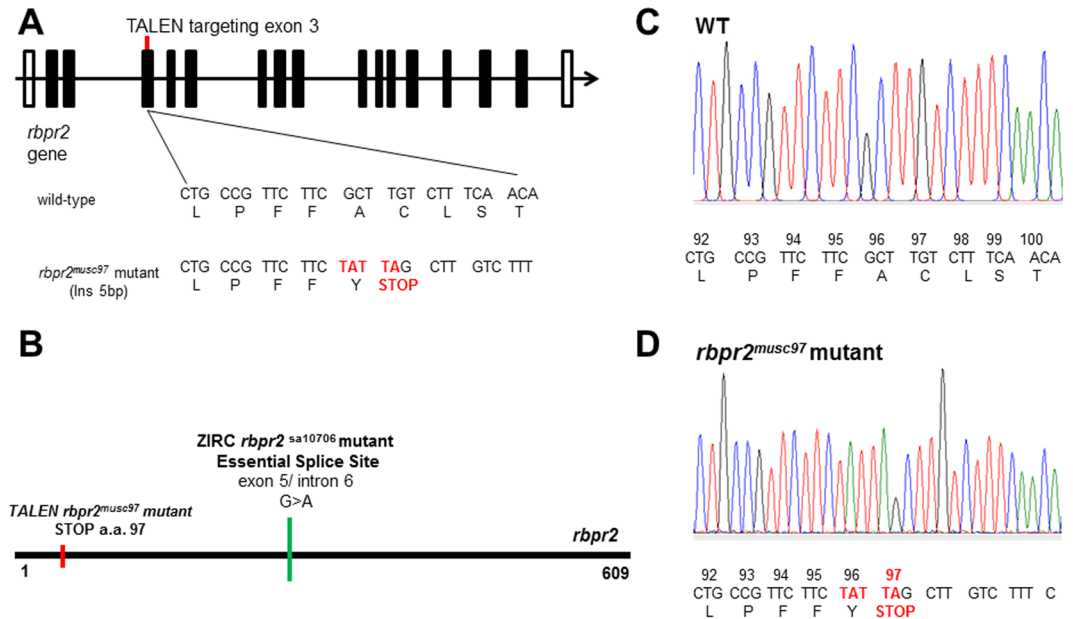 A
TALEN targeting exon 3
rbpr2
gene
wild-type
CTG CCG TTC TTC GCT TGT CTT TCA ACA
L P F F A C L S T
rbpr2musc97 mutant
(Ins 5bp)
CTG CCG TTC TTC TAT TAG CTT GTC TTT
L P F F Y STOP
B
ZIRC rbpr2 sa10706 mutant
Essential Splice Site
exon 5/ intron 6
G>A
TALEN rbpr2musc97 mutant
STOP a.a. 97
rbpr2
1 609
C WT
92 93 94 95 96 97 98 99 100
CTG CCG TTC TTC GCT TGT CTT TCA ACA
L P F F A C L S T
D rbpr2musc97 mutant
92 93 94 95 96 97
CTG CCG TTC TTC TAT TAG CTT GTC TTT C
L P F F Y STOP